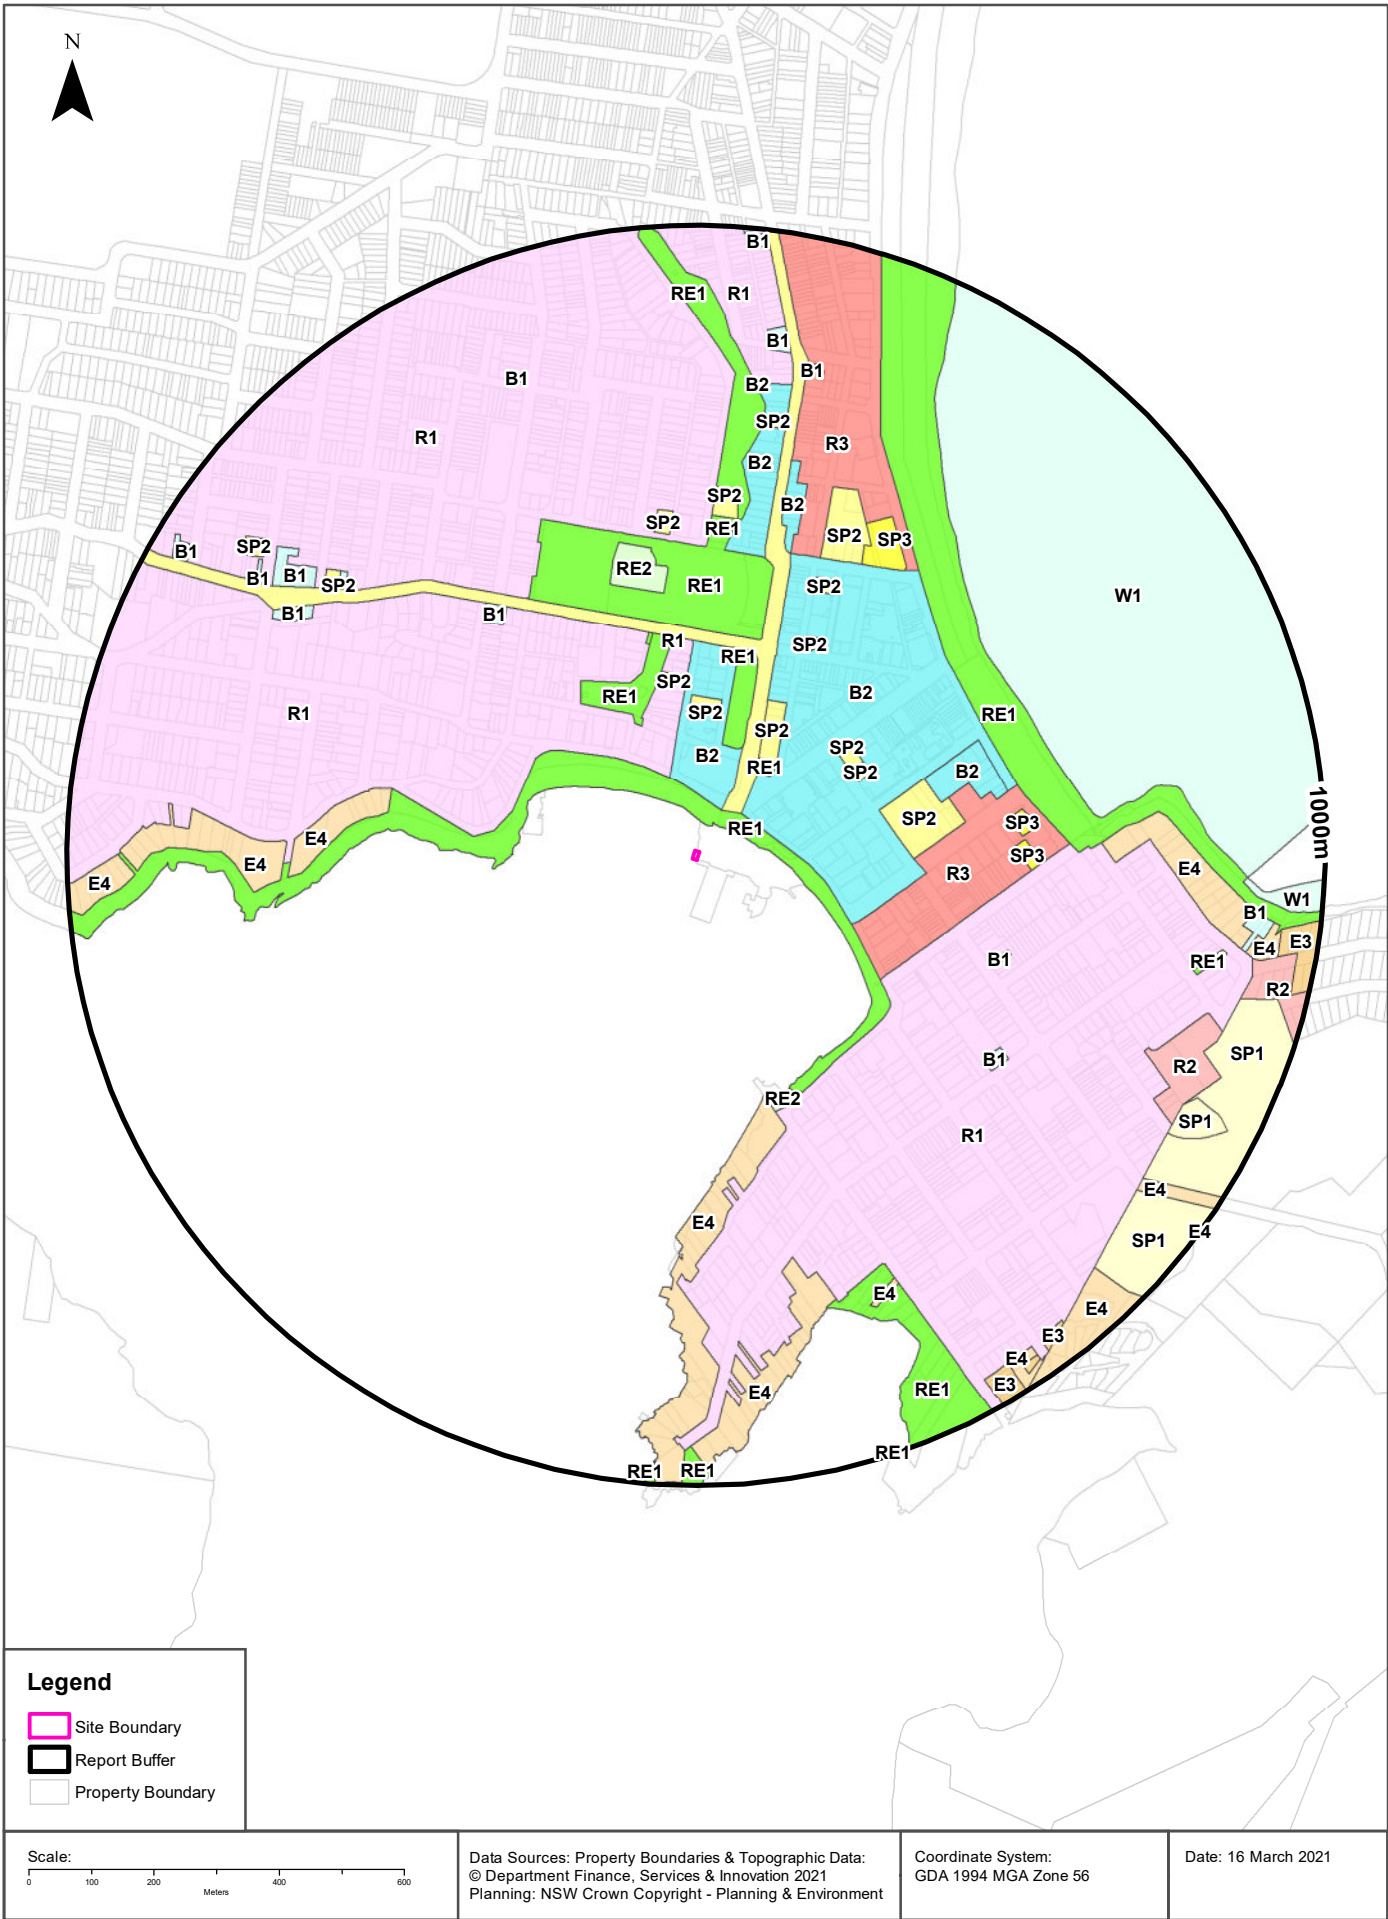 N
B1
RE1
R1
B1
B1
B1
B2
SP2
R1
R3
B2
SP2
B2
SP2
RE1
SP2
SP3
B1
SP2
B1
B1
SP2
RE2
RE1
SP2
W1
B1
B1
R1
RE1
SP2
SP2
RE1
B2
R1
SP2
RE1
SP2
B2
RE1
SP2
SP2
B2
SP2
SP3
RE1
SP3
1000m
E4
E4
E4
R3
E4
W1
B1
E4
E3
B1
RE1
R2
B1
R2
SP1
RE2
SP1
R1
E4
E4
SP1
E4
E4
E4
E3
E4
E3
E4
RE1
RE1
RE1
RE1
Legend
Site Boundary
Report Buffer
Property Boundary
Scale:
0 100 200 400 600
Meters
Data Sources: Property Boundaries & Topographic Data:
© Department Finance, Services & Innovation 2021
Planning: NSW Crown Copyright - Planning & Environment
Coordinate System:
GDA 1994 MGA Zone 56
Date: 16 March 2021